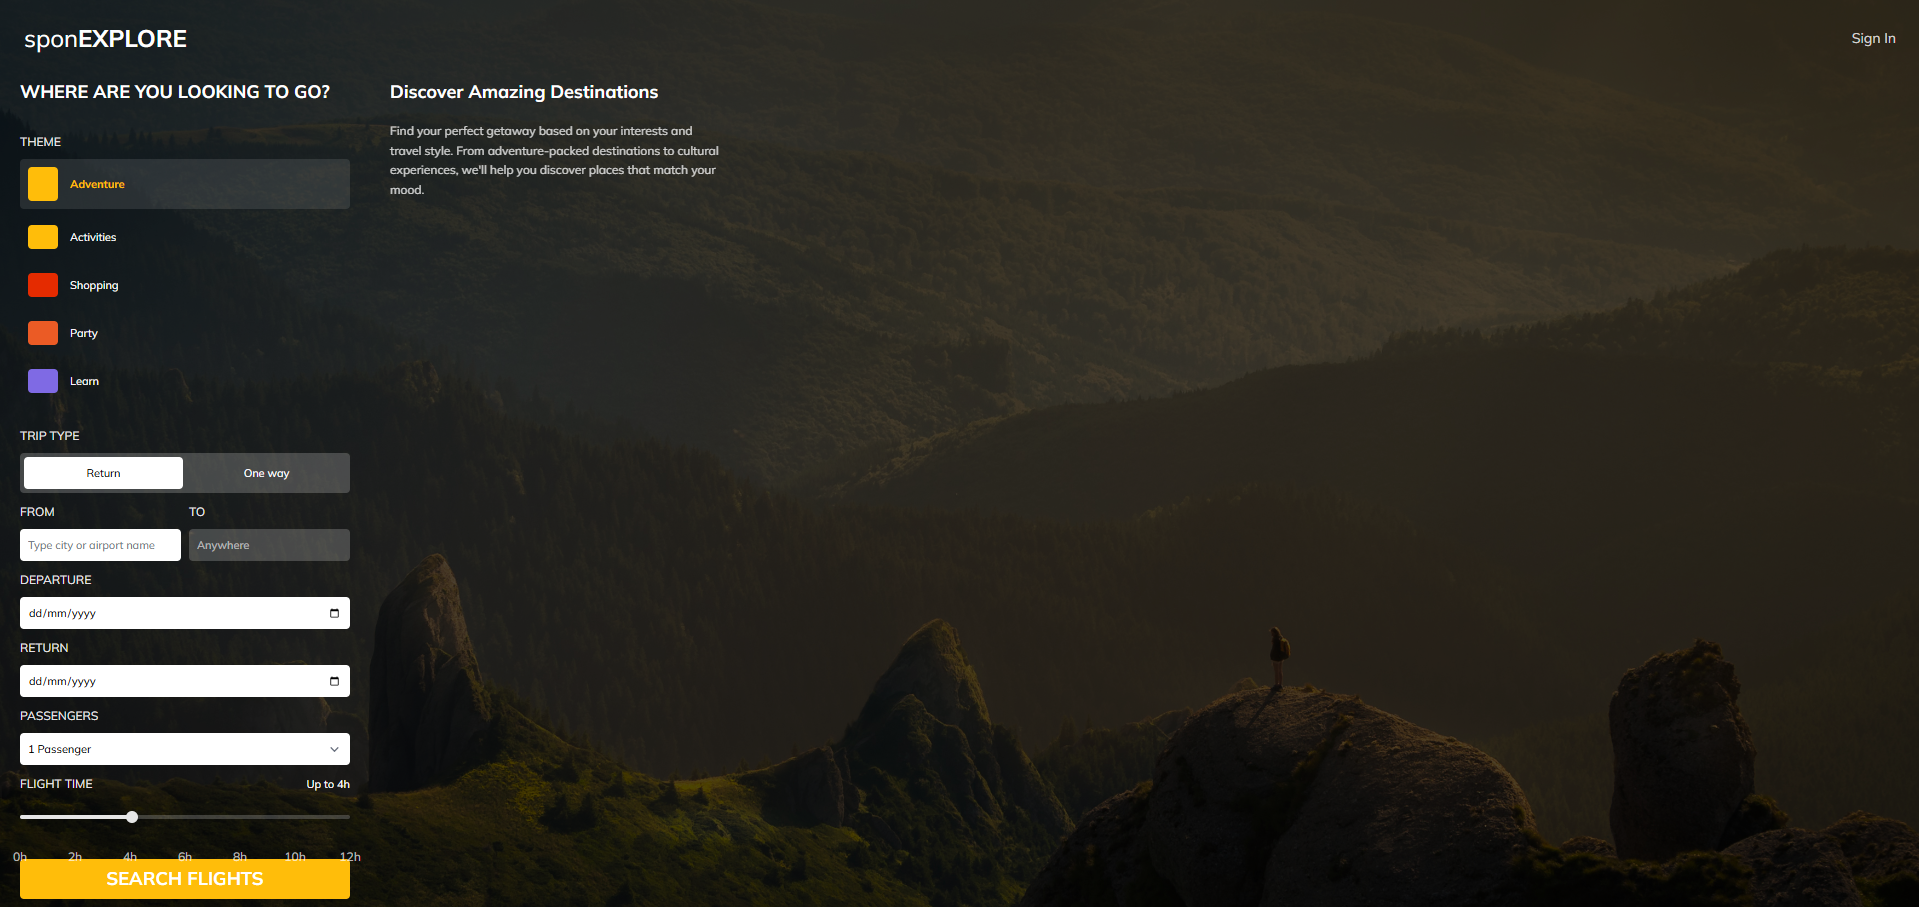 sponEXPLORE
Sign In
WHERE ARE YOU LOOKING TO GO?
THEME
Adventure
Activities
Shopping
Party
Learn
TRIP TYPE
Return
One way
FROM
TO
Type city or airport name
Anywhere
DEPARTURE
dd/mm/yyyy
RETURN
dd/mm/yyyy
PASSENGERS
1 Passenger
FLIGHT TIME
Up to 4h
0h 2h 4h 6h 8h 10h 12h
SEARCH FLIGHTS
Discover Amazing Destinations
Find your perfect getaway based on your interests and
travel style. From adventure-packed destinations to cultural
experiences, we'll help you discover places that match your
mood.